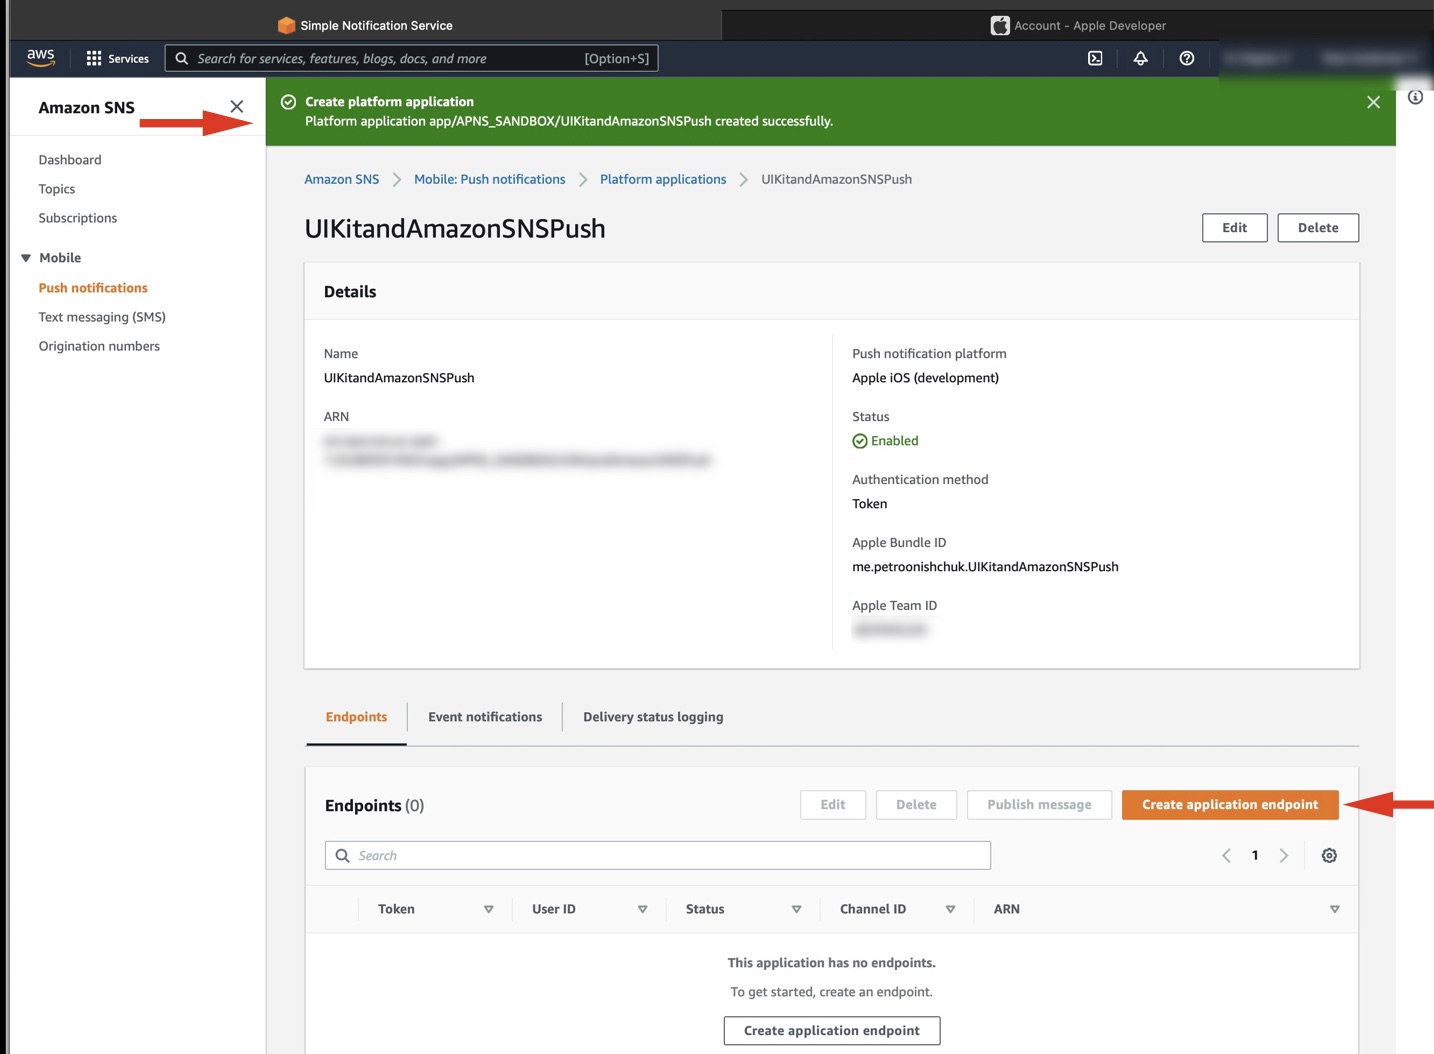 Simple Notification Service
Account - Apple Developer
aws
Services
Search for services, features, blogs, docs, and more
[Option+S]
Amazon SNS
Create platform application
Platform application app/APNS_SANDBOX/UIKitandAmazonSNSPush created successfully.
Dashboard
Topics
Subscriptions
Mobile
Push notifications
Text messaging (SMS)
Origination numbers
Amazon SNS
Mobile: Push notifications
Platform applications
UIKitandAmazonSNSPush
UIKitandAmazonSNSPush
Edit
Delete
Details
Name
UIKitandAmazonSNSPush
ARN
Push notification platform
Apple iOS (development)
Status
Enabled
Authentication method
Token
Apple Bundle ID
me.petroonishchuk.UIKitandAmazonSNSPush
Apple Team ID
Endpoints
Event notifications
Delivery status logging
Endpoints (0)
Edit
Delete
Publish message
Create application endpoint
Search
1
Token
User ID
Status
Channel ID
ARN
This application has no endpoints.
To get started, create an endpoint.
Create application endpoint